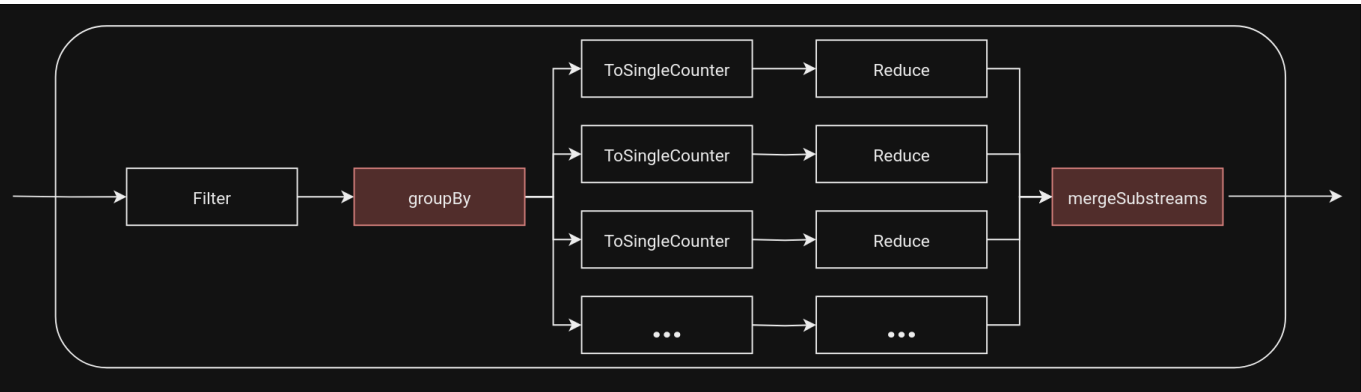 Filter
groupBy
ToSingleCounter
Reduce
ToSingleCounter
Reduce
ToSingleCounter
Reduce
...
...
mergeSubstreams